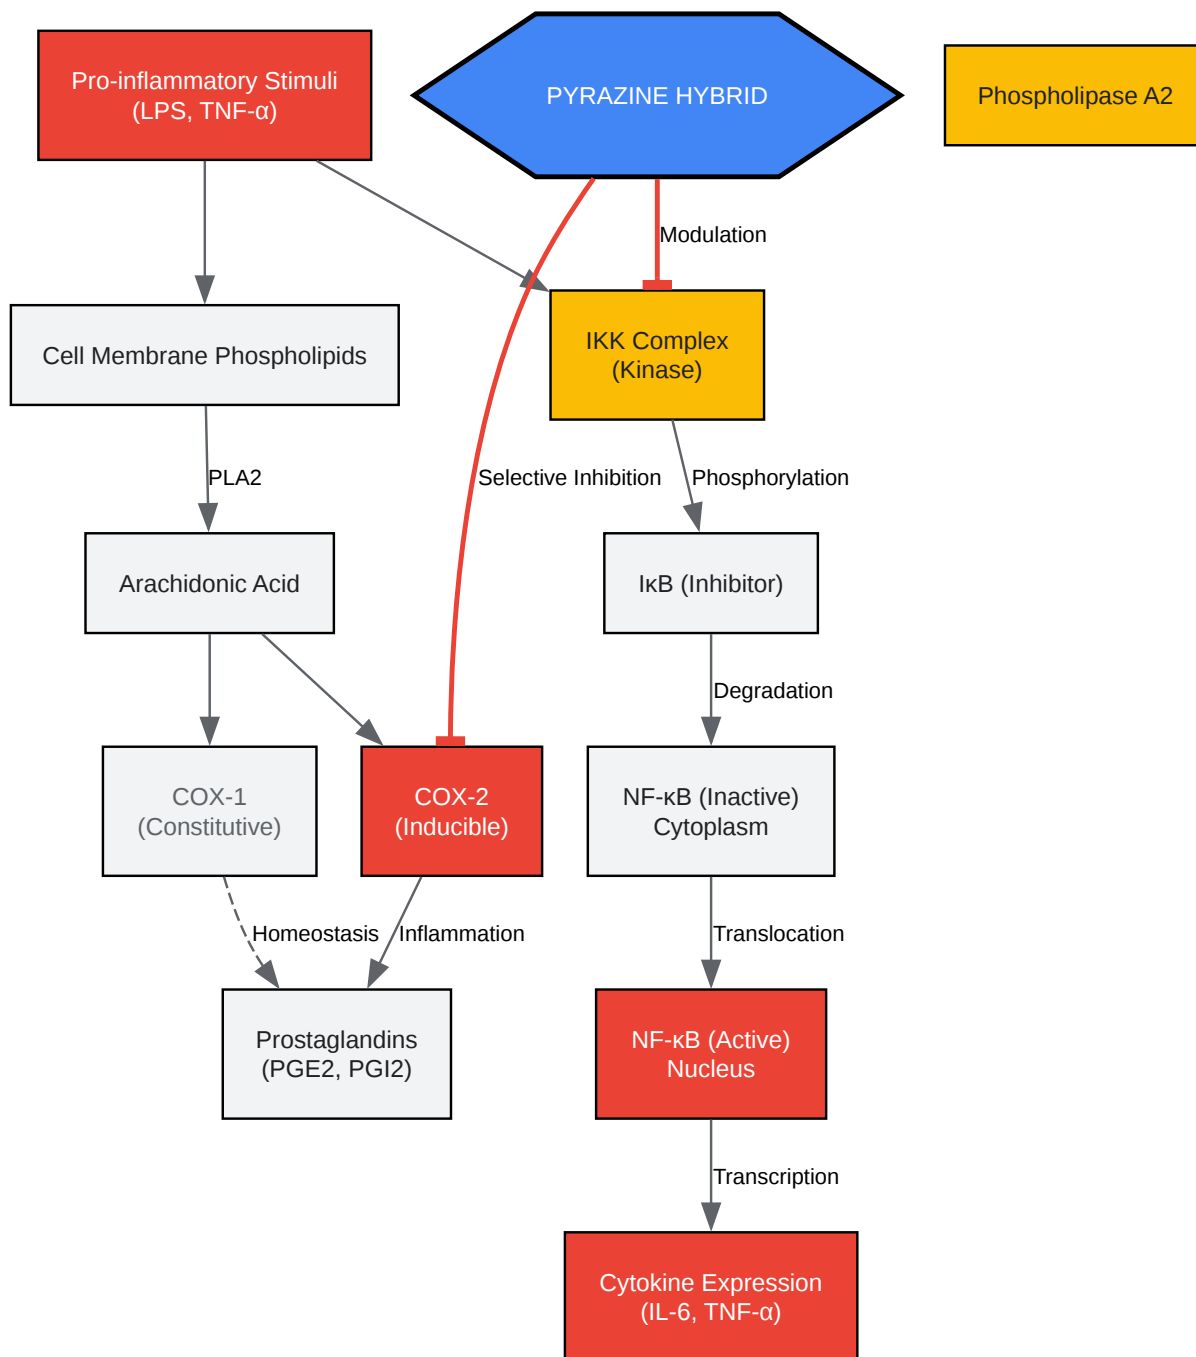 Pro-inflammatory Stimuli
(LPS, TNF-α)
PYRAZINE HYBRID
Phospholipase A2
Modulation
Cell Membrane Phospholipids
IKK Complex
(Kinase)
PLA2
Selective Inhibition
Phosphorylation
Arachidonic Acid
IκB (Inhibitor)
Degradation
COX-1
(Constitutive)
COX-2
(Inducible)
NF-κB (Inactive)
Cytoplasm
Homeostasis
Inflammation
Translocation
Prostaglandins
(PGE2, PGI2)
NF-κB (Active)
Nucleus
Transcription
Cytokine Expression
(IL-6, TNF-α)